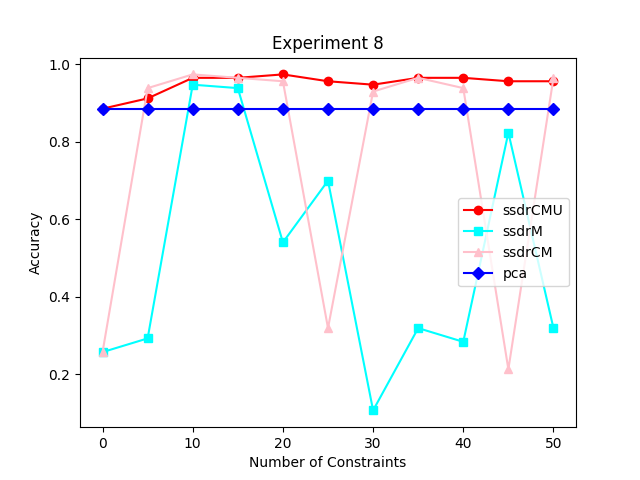 Experiment 8
Accuracy
1.0
0.8
0.6
0.4
0.2
ssdrCMU
ssdrM
ssdrCM
pca
0 10 20 30 40 50
Number of Constraints